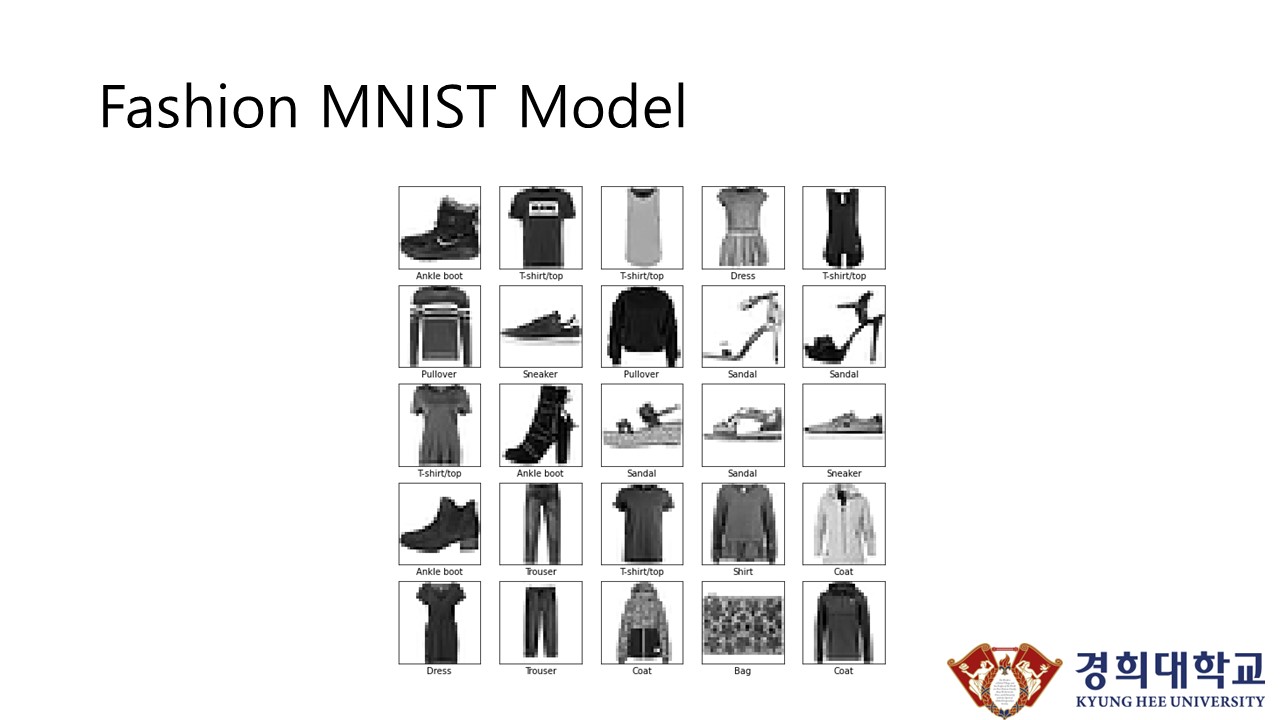 Fashion MNIST Model
Ankle boot T-shirt/top T-shirt/top Dress T-shirt/top
Pullover Sneaker Pullover Sandal Sandal
T-shirt/top Ankle boot Sandal Sandal Sneaker
Ankle boot Trouser T-shirt/top Shirt Coat
Dress Trouser Coat Bag Coat
경희대학교
KYUNG HEE UNIVERSITY